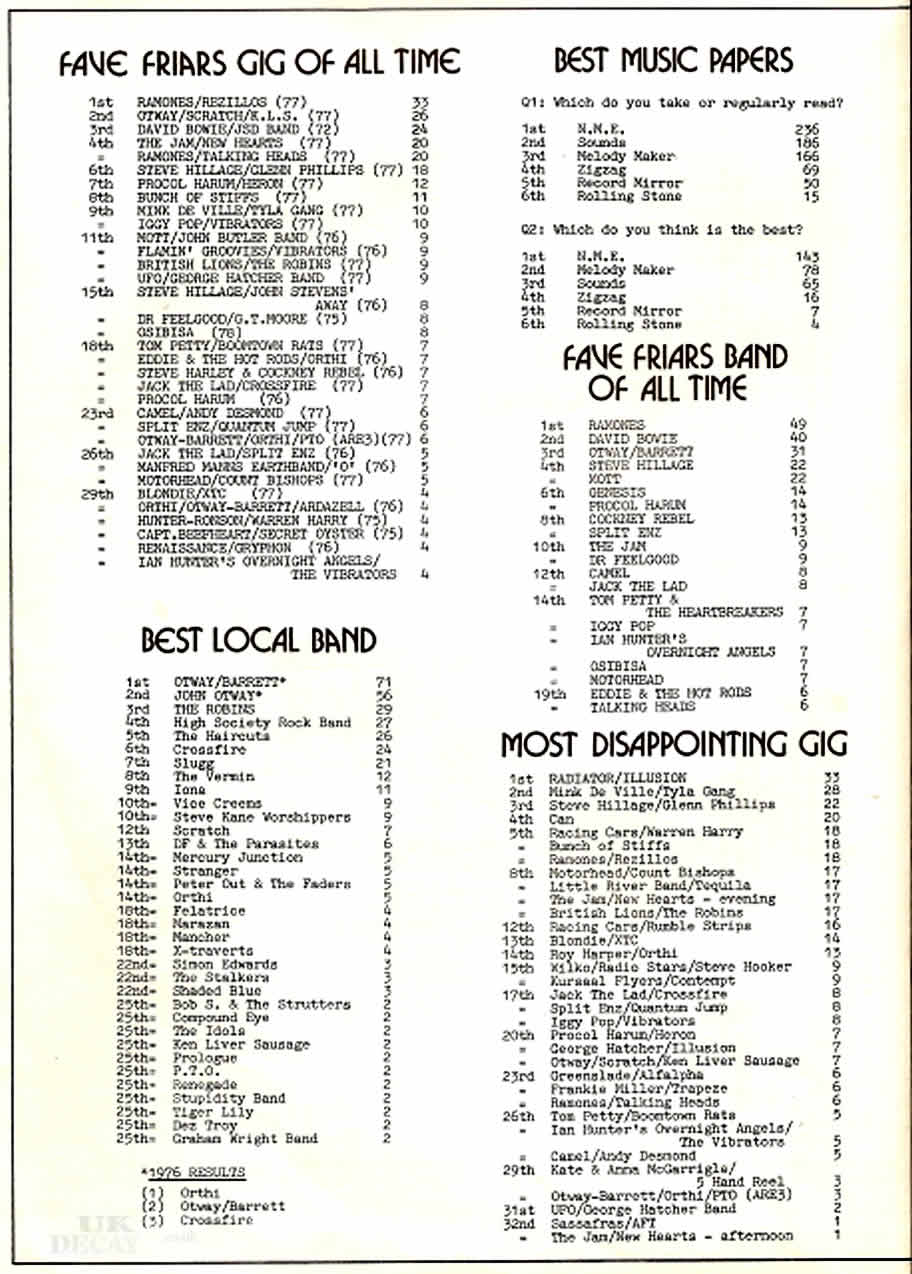 FAVE FRIARS GIG OF ALL TIME
1st RAMONES/REZILLOS (77) 33
2nd OTWAY/SCRATCH/K.L.S. (77) 26
3rd DAVID BOWIE/JSD BAND (72) 24
4th THE JAM/NEW HEARTS (77) 20
= RAMONES/TALKING HEADS (77) 20
6th STEVE HILLAGE/GLENN PHILLIPS (77) 18
7th PROCOL HARUM/HERON (77) 12
8th BUNCH OF STIFFS (77) 11
9th MINK DE VILLE/TYLA GANG (77) 10
= IGGY POP/VIBRATORS (77) 10
11th MOTT/JOHN BUTLER BAND (76) 9
= FLAMIN' GROOVIES/VIBRATORS (76) 9
= BRITISH LIONS/THE ROBINS (77) 9
= UFO/GEORGE HATCHER BAND (77) 9
15th STEVE HILLAGE/JOHN STEVENS'
AWAY (76) 8
= DR FEELGOOD/G.T.MOORE (75) 8
= OSIBISA (78) 8
18th TOM PETTY/BOOMTOWN RATS (77) 7
= EDDIE & THE HOT RODS/ORTHI (76) 7
= STEVE HARLEY & COCKNEY REBEL (76) 7
= JACK THE LAD/CROSSFIRE (77) 7
= PROCOL HARUM (76) 7
23rd CAMEL/ANDY DESMOND (77) 6
= SPLIT ENZ/QUANTUM JUMP (77) 6
= OTWAY-BARRETT/ORTHI/PTO (ARE3)(77) 6
26th JACK THE LAD/SPLIT ENZ (76) 5
= MANFRED MANNS EARTHBAND/'O' (76) 5
= MOTORHEAD/COUNT BISHOPS (77) 5
29th BLONDIE/XTC (77) 4
= ORTHI/OTWAY-BARRETT/ARDAZELL (76) 4
= HUNTER-RONSON/WARREN HARRY (75) 4
= CAPT.BEEFHEART/SECRET OYSTER (75) 4
= RENAISSANCE/GRYPHON (76) 4
= IAN HUNTER'S OVERNIGHT ANGELS/
THE VIBRATORS 4
BEST LOCAL BAND
1st OTWAY/BARRETT* 71
2nd JOHN OTWAY* 56
3rd THE ROBINS 29
4th High Society Rock Band 27
5th The Haircuts 26
6th Crossfire 24
7th Slugg 21
8th The Vermin 12
9th Iona 11
10th= Vice Creems 9
10th= Steve Kane Worshippers 9
12th Scratch 7
13th DF & The Parasites 6
14th= Mercury Junction 5
14th= Stranger 5
14th= Peter Out & The Faders 5
14th= Orthi 5
18th= Felatrice 4
18th= Marazan 4
18th= Mancher 4
18th= X-traverts 4
22nd= Simon Edwards 3
22nd= The Stalkers 3
22nd= Shaded Blue 3
25th= Bob S. & The Strutters 2
25th= Compound Eye 2
25th= The Idols 2
25th= Ken Liver Sausage 2
25th= Prologue 2
25th= P.T.O. 2
25th= Renegade 2
25th= Stupidity Band 2
25th= Tiger Lily 2
25th= Dez Troy 2
25th= Graham Wright Band 2
*1976 RESULTS
(1) Orthi
(2) Otway/Barrett
(3) Crossfire
UK
DECAY .co.uk
BEST MUSIC PAPERS
Q1: Which do you take or regularly read?
1st N.M.E. 236
2nd Sounds 186
3rd Melody Maker 166
4th Zigzag 69
5th Record Mirror 50
6th Rolling Stone 15
Q2: Which do you think is the best?
1st N.M.E. 143
2nd Melody Maker 78
3rd Sounds 65
4th Zigzag 16
5th Record Mirror 7
6th Rolling Stone 4
FAVE FRIARS BAND
OF ALL TIME
1st RAMONES 49
2nd DAVID BOWIE 40
3rd OTWAY/BARRETT 31
4th STEVE HILLAGE 22
= MOTT 22
6th GENESIS 14
= PROCOL HARUM 14
8th COCKNEY REBEL 13
= SPLIT ENZ 13
10th THE JAM 9
= DR FEELGOOD 9
12th CAMEL 8
= JACK THE LAD 8
14th TOM PETTY &
THE HEARTBREAKERS 7
= IGGY POP 7
= IAN HUNTER'S
OVERNIGHT ANGELS 7
= OSIBISA 7
= MOTORHEAD 7
19th EDDIE & THE HOT RODS 6
= TALKING HEADS 6
MOST DISAPPOINTING GIG
1st RADIATOR/ILLUSION 33
2nd Mink De Ville/Tyla Gang 28
3rd Steve Hillage/Glenn Phillips 22
4th Can 20
5th Racing Cars/Warren Harry 18
= Bunch of Stiffs 18
= Ramones/Rezillos 18
8th Motorhead/Count Bishops 17
= Little River Band/Tequila 17
= The Jam/New Hearts - evening 17
= British Lions/The Robins 17
12th Racing Cars/Rumble Strips 16
13th Blondie/XTC 14
14th Roy Harper/Orthi 13
15th Wilko/Radio Stars/Steve Hooker 9
= Kursaal Flyers/Contempt 9
17th Jack The Lad/Crossfire 8
= Split Enz/Quantum Jump 8
= Iggy Pop/Vibrators 8
20th Procol Harum/Heron 7
= George Hatcher/Illusion 7
= Otway/Scratch/Ken Liver Sausage 7
23rd Greenslade/Alfalpha 6
= Frankie Miller/Trapeze 6
= Ramones/Talking Heads 6
26th Tom Petty/Boomtown Rats 5
= Ian Hunter's Overnight Angels/
The Vibrators 5
= Camel/Andy Desmond 5
29th Kate & Anna McGarrigle/
5 Hand Reel 3
= Otway-Barrett/Orthi/PTO (ARE3) 3
31st UFO/George Hatcher Band 2
32nd Sassafras/AFT 1
= The Jam/New Hearts - afternoon 1